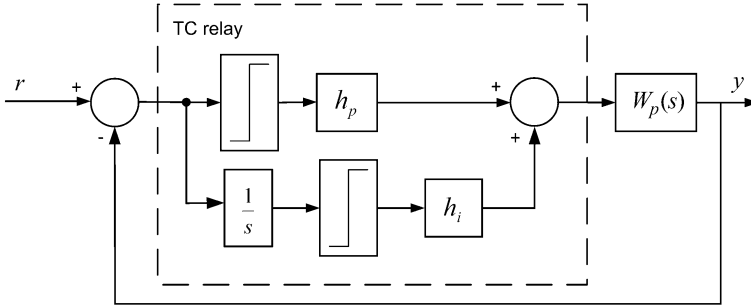 TC relay
r
+
-
h_p
+
+
W_p(s)
y
1/s
h_i